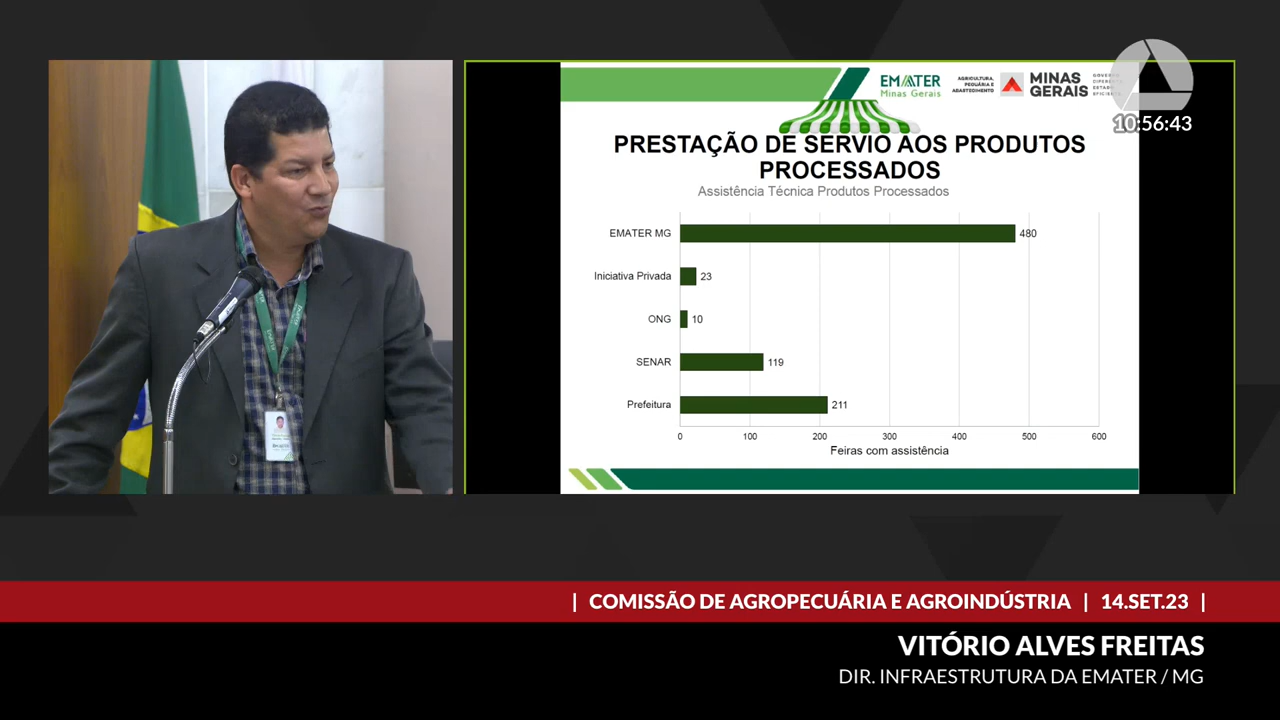 EMATER
Minas Gerais
AGRICULTURA,
PECUÁRIA E
ABASTECIMENTO
MINAS
GERAIS
10:56:43
PRESTAÇÃO DE SERVIO AOS PRODUTOS
PROCESSADOS
Assistência Técnica Produtos Processados
EMATER MG 480
Iniciativa Privada 23
ONG 10
SENAR 119
Prefeitura 211
0 100 200 300 400 500 600
Feiras com assistência
| COMISSÃO DE AGROPECUÁRIA E AGROINDÚSTRIA | 14.SET.23 |
VITÓRIO ALVES FREITAS
DIR. INFRAESTRUTURA DA EMATER / MG